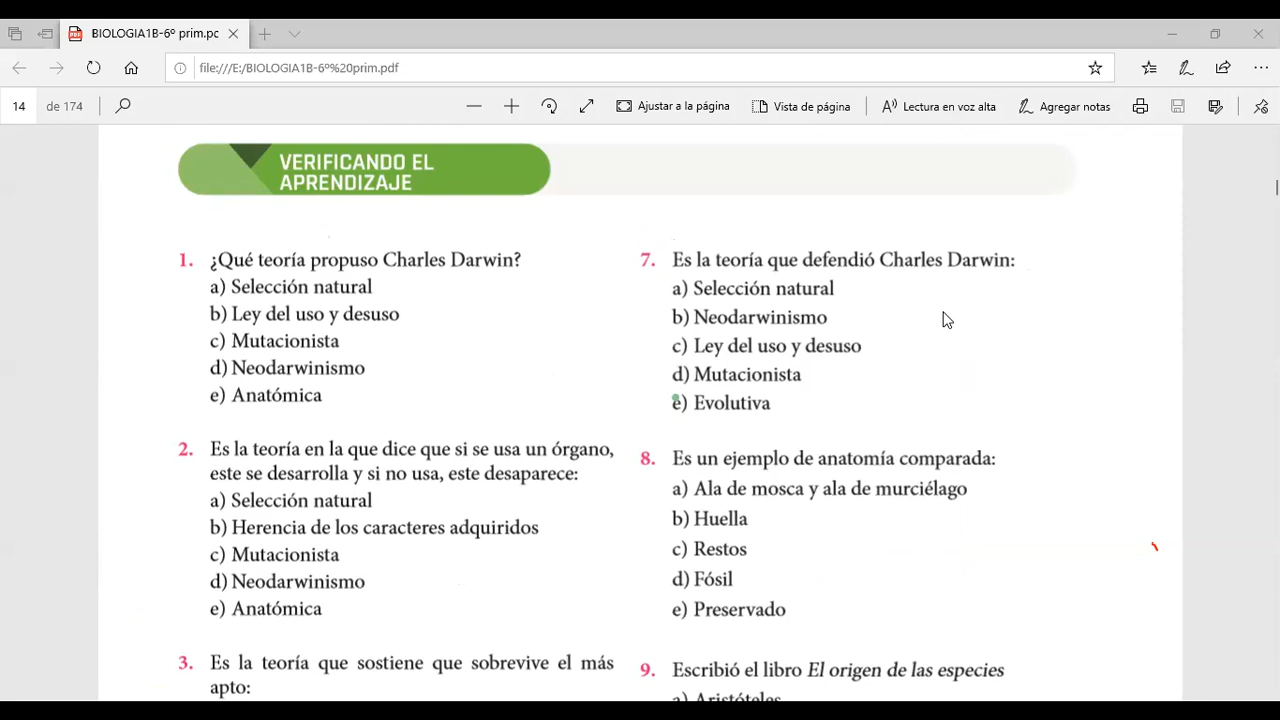 BIOLOGIA1B-6º prim.pc
file:///E:/BIOLOGIA1B-6º%20prim.pdf
14 de 174
Ajustar a la página
Vista de página
Lectura en voz alta
Agregar notas
VERIFICANDO EL
APRENDIZAJE
1. ¿Qué teoría propuso Charles Darwin?
a) Selección natural
b) Ley del uso y desuso
c) Mutacionista
d) Neodarwinismo
e) Anatómica
2. Es la teoría en la que dice que si se usa un órgano,
este se desarrolla y si no usa, este desaparece:
a) Selección natural
b) Herencia de los caracteres adquiridos
c) Mutacionista
d) Neodarwinismo
e) Anatómica
3. Es la teoría que sostiene que sobrevive el más
apto:
7. Es la teoría que defendió Charles Darwin:
a) Selección natural
b) Neodarwinismo
c) Ley del uso y desuso
d) Mutacionista
e) Evolutiva
8. Es un ejemplo de anatomía comparada:
a) Ala de mosca y ala de murciélago
b) Huella
c) Restos
d) Fósil
e) Preservado
9. Escribió el libro El origen de las especies
a) Aristóteles